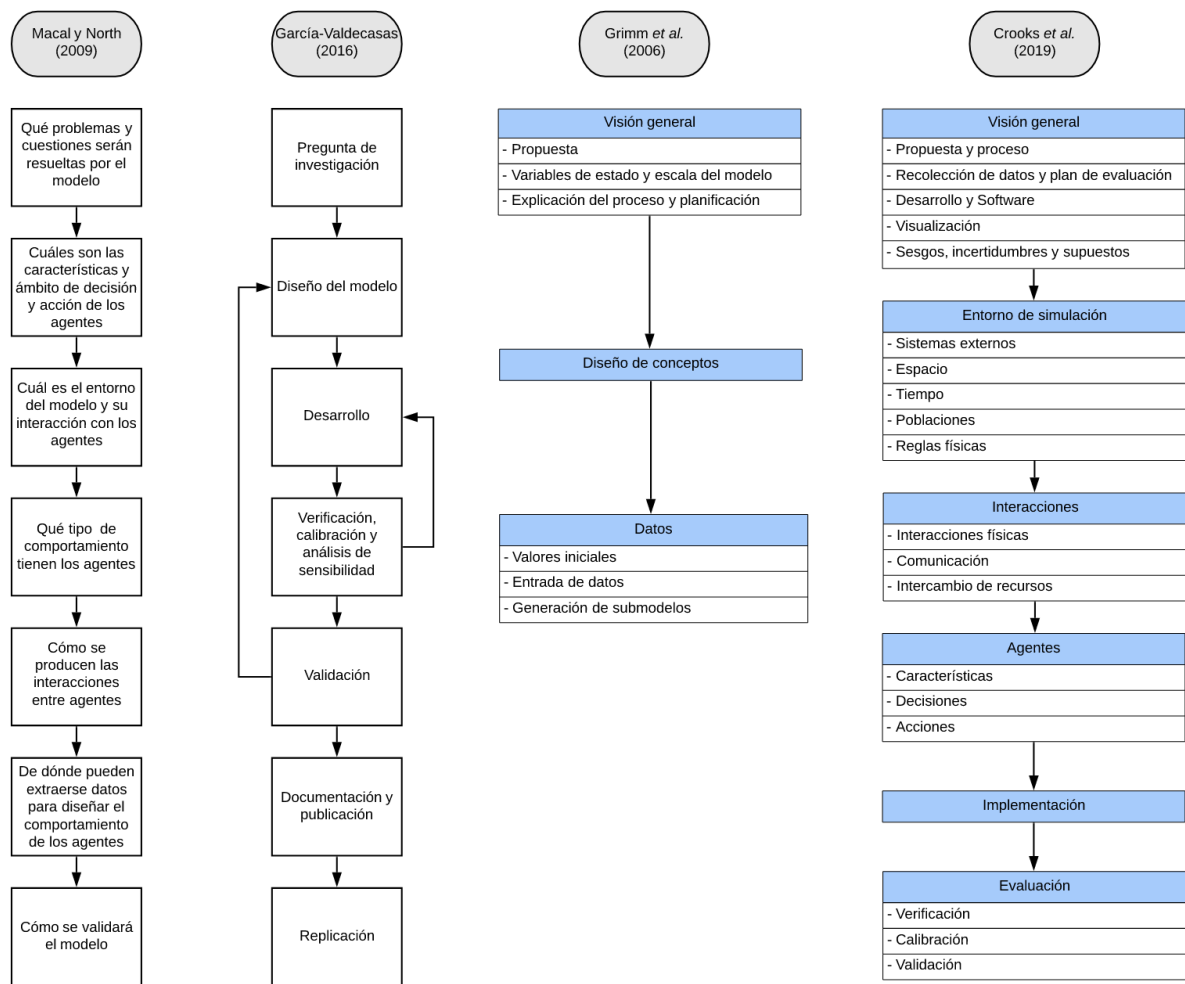 Macal y North
(2009)
Qué problemas y
cuestiones serán
resueltas por el
modelo
Cuáles son las
características y
ámbito de decisión
y acción de los
agentes
Cuál es el entorno
del modelo y su
interacción con los
agentes
Qué tipo de
comportamiento
tienen los agentes
Cómo se
producen las
interacciones
entre agentes
De dónde pueden
extraerse datos
para diseñar el
comportamiento
de los agentes
Cómo se validará
el modelo
García-Valdecasas
(2016)
Pregunta de
investigación
Diseño del modelo
Desarrollo
Verificación,
calibración y
análisis de
sensibilidad
Validación
Documentación y
publicación
Replicación
Grimm et al.
(2006)
Visión general
- Propuesta
- Variables de estado y escala del modelo
- Explicación del proceso y planificación
Diseño de conceptos
Datos
- Valores iniciales
- Entrada de datos
- Generación de submodelos
Crooks et al.
(2019)
Visión general
- Propuesta y proceso
- Recolección de datos y plan de evaluación
- Desarrollo y Software
- Visualización
- Sesgos, incertidumbres y supuestos
Entorno de simulación
- Sistemas externos
- Espacio
- Tiempo
- Poblaciones
- Reglas físicas
Interacciones
- Interacciones físicas
- Comunicación
- Intercambio de recursos
Agentes
- Características
- Decisiones
- Acciones
Implementación
Evaluación
- Verificación
- Calibración
- Validación